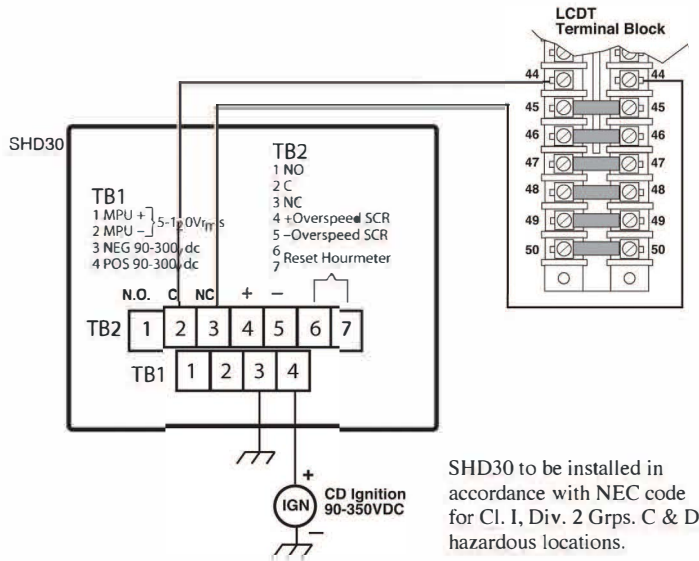 LCDT
Terminal Block
44 44
45 45
46 46
47 47
48 48
49 49
50 50
SHD30
TB1
1 MPU +
2 MPU –
3 NEG 90-300 dc
4 POS 90-300 dc
TB2
1 NO
2 C
3 NC
4 +Overspeed SCR
5 –Overspeed SCR
6 Reset Hourmeter
7
N.O. C NC + –
TB2 1 2 3 4 5 6 7
TB1 1 2 3 4
+
IGN
CD Ignition
90-350VDC
–
SHD30 to be installed in
accordance with NEC code
for Cl. I, Div. 2 Grps. C & D
hazardous locations.